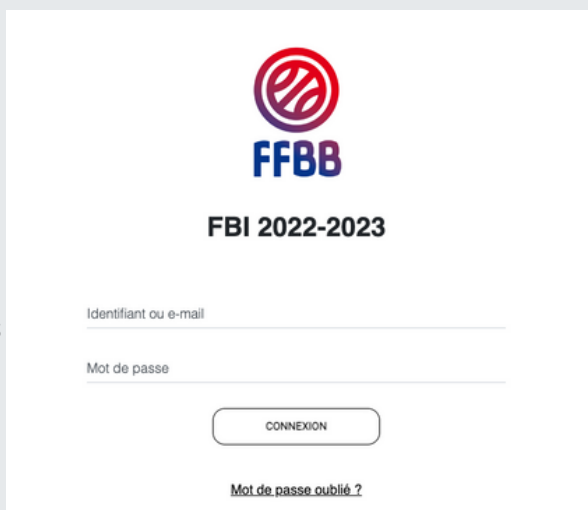 FFBB
FBI 2022-2023
Identifiant ou e-mail
Mot de passe
CONNEXION
Mot de passe oublié ?